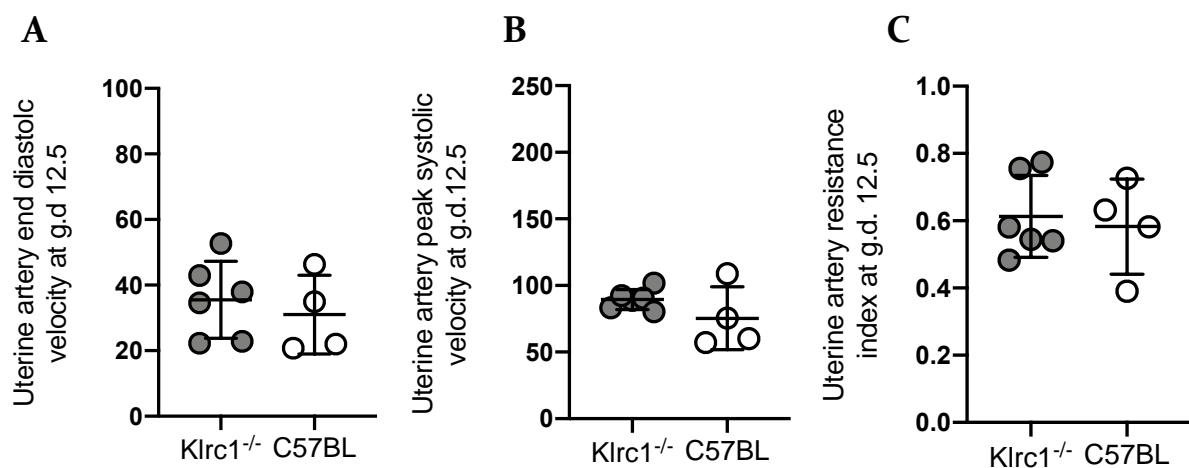 A
Uterine artery end diastolc
velocity at g.d 12.5
100
80
60
40
20
0
Klrc1-/- C57BL
B
Uterine artery peak systolic
velocity at g.d.12.5
250
200
150
100
50
0
Klrc1-/- C57BL
C
Uterine artery resistance
index at g.d. 12.5
1.0
0.8
0.6
0.4
0.2
0.0
Klrc1-/- C57BL